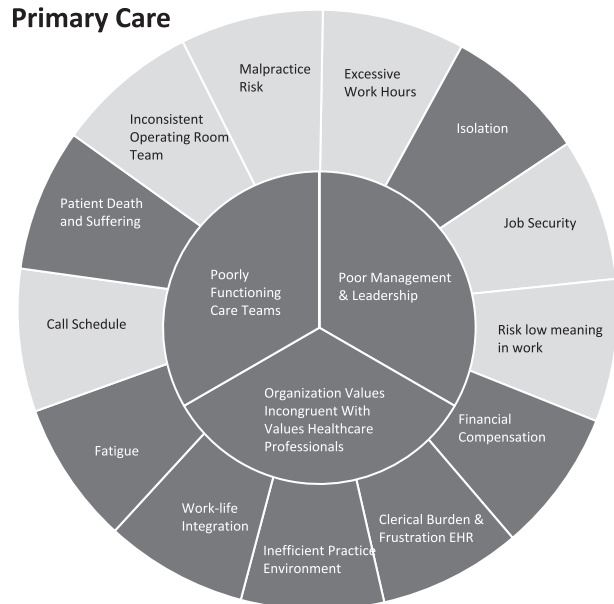 Primary Care
Malpractice
Risk
Excessive
Work Hours
Isolation
Job Security
Risk low meaning
in work
Financial
Compensation
Clerical Burden &
Frustration EHR
Inefficient Practice
Environment
Work-life
Integration
Fatigue
Call Schedule
Patient Death
and Suffering
Inconsistent
Operating Room
Team
Poorly
Functioning
Care Teams
Poor Management
& Leadership
Organization Values
Incongruent With
Values Healthcare
Professionals